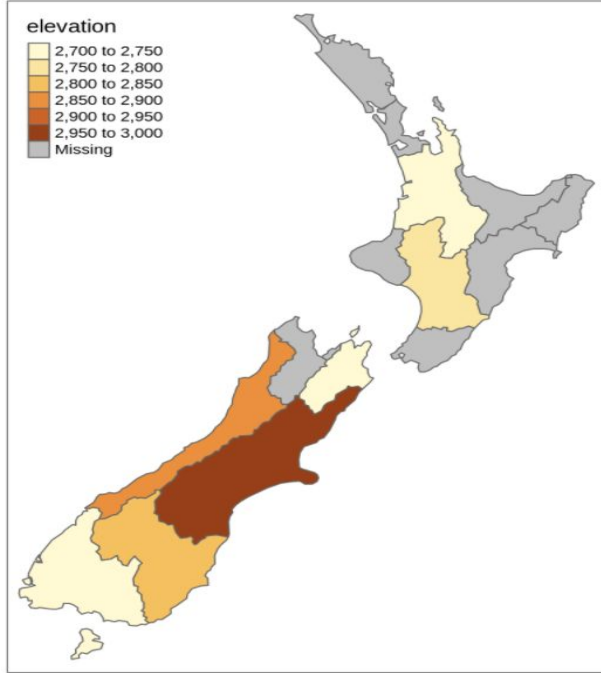 elevation
2,700 to 2,750
2,750 to 2,800
2,800 to 2,850
2,850 to 2,900
2,900 to 2,950
2,950 to 3,000
Missing